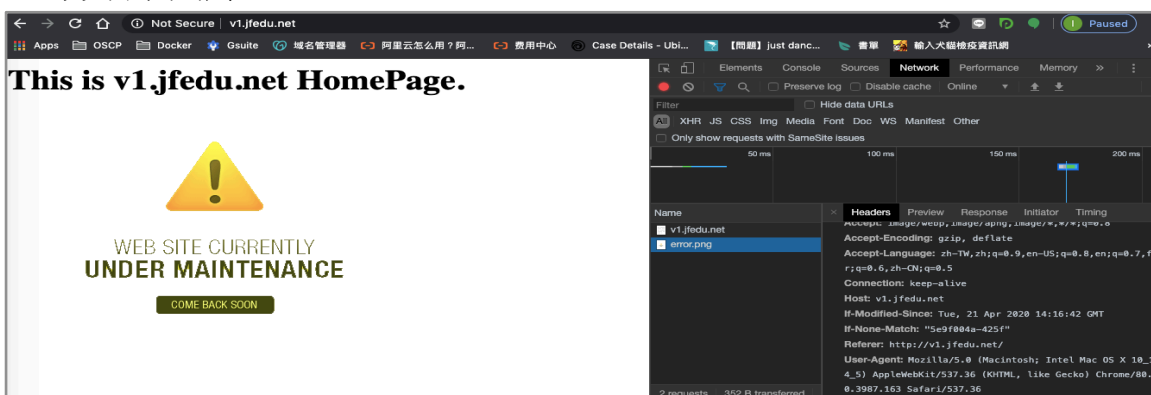 Not Secure | v1.jfedu.net
Paused
Apps OSCP Docker Gsuite 域名管理器 阿里云怎么用？阿... 费用中心 Case Details - Ubi... 【問題】just danc... 書單 輸入犬貓檢疫資訊網
This is v1.jfedu.net HomePage.
WEB SITE CURRENTLY
UNDER MAINTENANCE
COME BACK SOON
Elements Console Sources Network Performance Memory
Preserve log Disable cache Online
Filter Hide data URLs
All XHR JS CSS Img Media Font Doc WS Manifest Other
Only show requests with SameSite issues
50 ms 100 ms 150 ms 200 ms
Name
v1.jfedu.net
error.png
Headers Preview Response Initiator Timing
Accept: image/webp,image/apng,image/*,*/*;q=0.8
Accept-Encoding: gzip, deflate
Accept-Language: zh-TW,zh;q=0.9,en-US;q=0.8,en;q=0.7,f
r;q=0.6,zh-CN;q=0.5
Connection: keep-alive
Host: v1.jfedu.net
If-Modified-Since: Tue, 21 Apr 2020 14:16:42 GMT
If-None-Match: "5e9f004a-425f"
Referer: http://v1.jfedu.net/
User-Agent: Mozilla/5.0 (Macintosh; Intel Mac OS X 10_1
4_5) AppleWebKit/537.36 (KHTML, like Gecko) Chrome/80.
0.3987.163 Safari/537.36
2 requests 352 B transferred